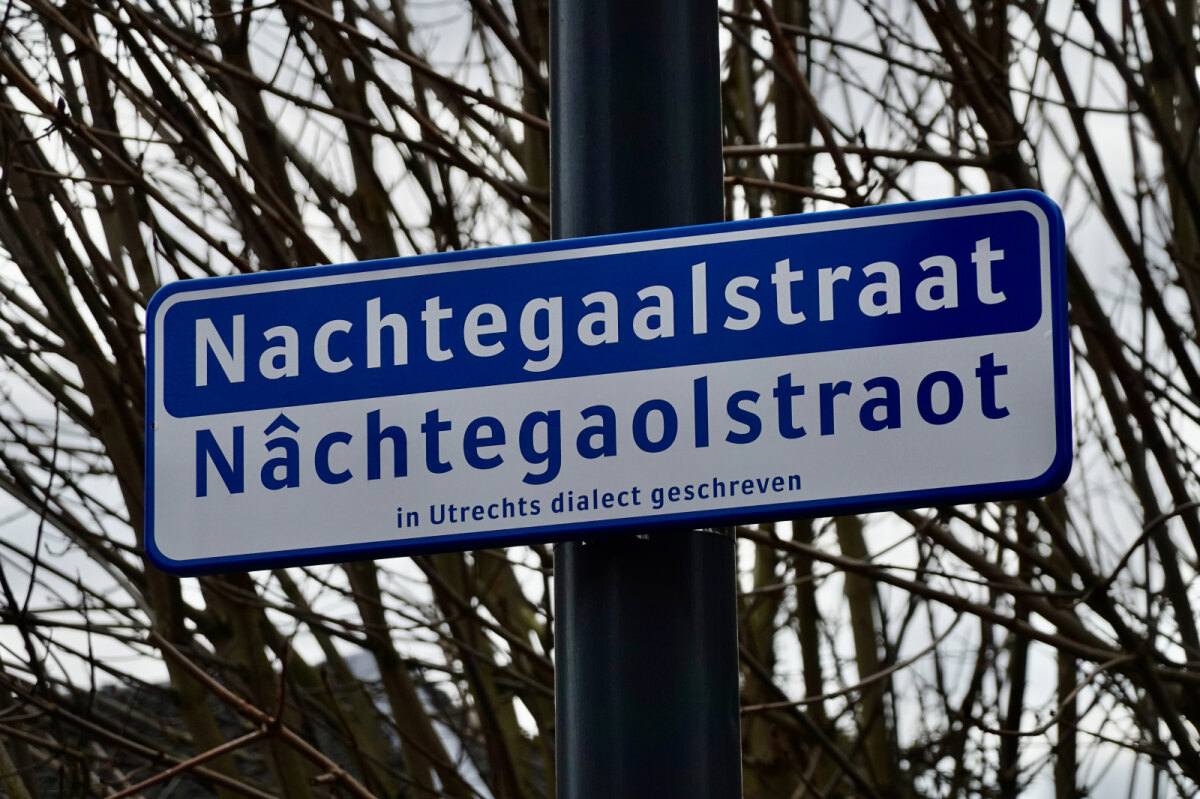 Nachtegaalstraat
Nâchtegaolstraot
in Utrechts dialect geschreven